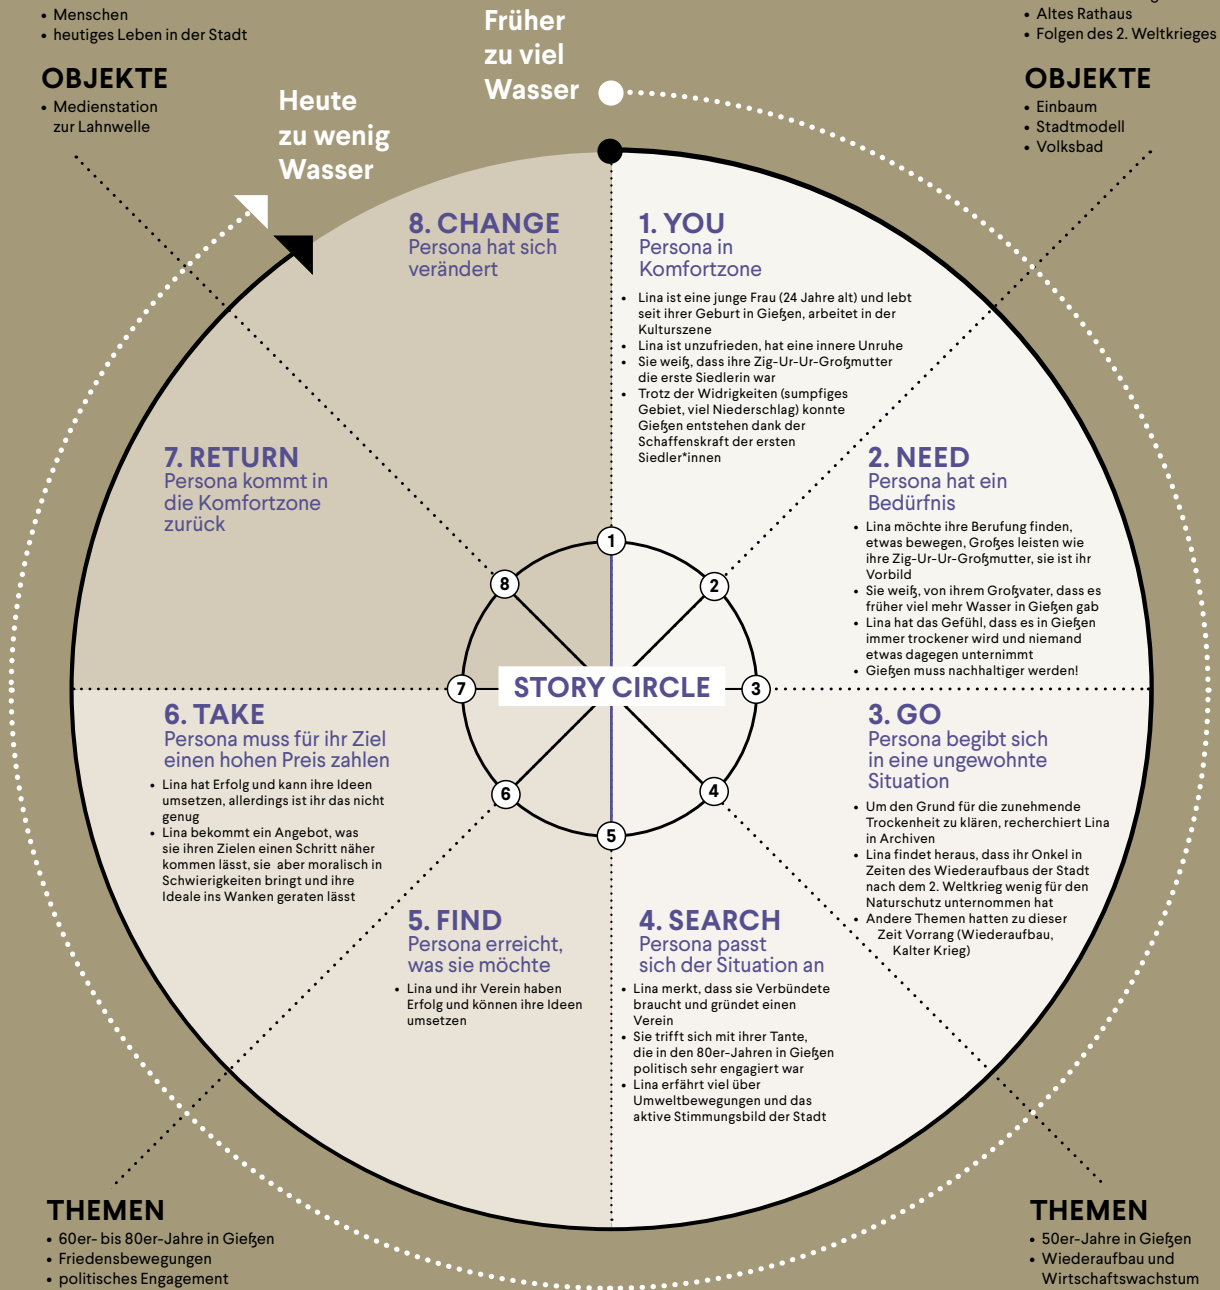 • Menschen
• heutiges Leben in der Stadt
OBJEKTE
• Medienstation
zur Lahnwelle
Heute
zu wenig
Wasser
Früher
zu viel
Wasser
• Altes Rathaus
• Folgen des 2. Weltkrieges
OBJEKTE
• Einbaum
• Stadtmodell
• Volksbad
8. CHANGE
Persona hat sich
verändert
1. YOU
Persona in
Komfortzone
• Lina ist eine junge Frau (24 Jahre alt) und lebt
seit ihrer Geburt in Gießen, arbeitet in der
Kulturszene
• Lina ist unzufrieden, hat eine innere Unruhe
• Sie weiß, dass ihre Zig-Ur-Ur-Großmutter
die erste Siedlerin war
• Trotz der Widrigkeiten (sumpfiges
Gebiet, viel Niederschlag) konnte
Gießen entstehen dank der
Schaffenskraft der ersten
Siedler*innen
7. RETURN
Persona kommt in
die Komfortzone
zurück
2. NEED
Persona hat ein
Bedürfnis
• Lina möchte ihre Berufung finden,
etwas bewegen, Großes leisten wie
ihre Zig-Ur-Ur-Großmutter, sie ist ihr
Vorbild
• Sie weiß, von ihrem Großvater, dass es
früher viel mehr Wasser in Gießen gab
• Lina hat das Gefühl, dass es in Gießen
immer trockener wird und niemand
etwas dagegen unternimmt
• Gießen muss nachhaltiger werden!
1
2
3
4
5
6
7
8
STORY CIRCLE
6. TAKE
Persona muss für ihr Ziel
einen hohen Preis zahlen
• Lina hat Erfolg und kann ihre Ideen
umsetzen, allerdings ist ihr das nicht
genug
• Lina bekommt ein Angebot, was
sie ihren Zielen einen Schritt näher
kommen lässt, sie aber moralisch in
Schwierigkeiten bringt und ihre
Ideale ins Wanken geraten lässt
3. GO
Persona begibt sich
in eine ungewohnte
Situation
• Um den Grund für die zunehmende
Trockenheit zu klären, recherchiert Lina
in Archiven
• Lina findet heraus, dass ihr Onkel in
Zeiten des Wiederaufbaus der Stadt
nach dem 2. Weltkrieg wenig für den
Naturschutz unternommen hat
• Andere Themen hatten zu dieser
Zeit Vorrang (Wiederaufbau,
Kalter Krieg)
5. FIND
Persona erreicht,
was sie möchte
• Lina und ihr Verein haben
Erfolg und können ihre Ideen
umsetzen
4. SEARCH
Persona passt
sich der Situation an
• Lina merkt, dass sie Verbündete
braucht und gründet einen
Verein
• Sie trifft sich mit ihrer Tante,
die in den 80er-Jahren in Gießen
politisch sehr engagiert war
• Lina erfährt viel über
Umweltbewegungen und das
aktive Stimmungsbild der Stadt
THEMEN
• 60er- bis 80er-Jahre in Gießen
• Friedensbewegungen
• politisches Engagement
THEMEN
• 50er-Jahre in Gießen
• Wiederaufbau und
Wirtschaftswachstum